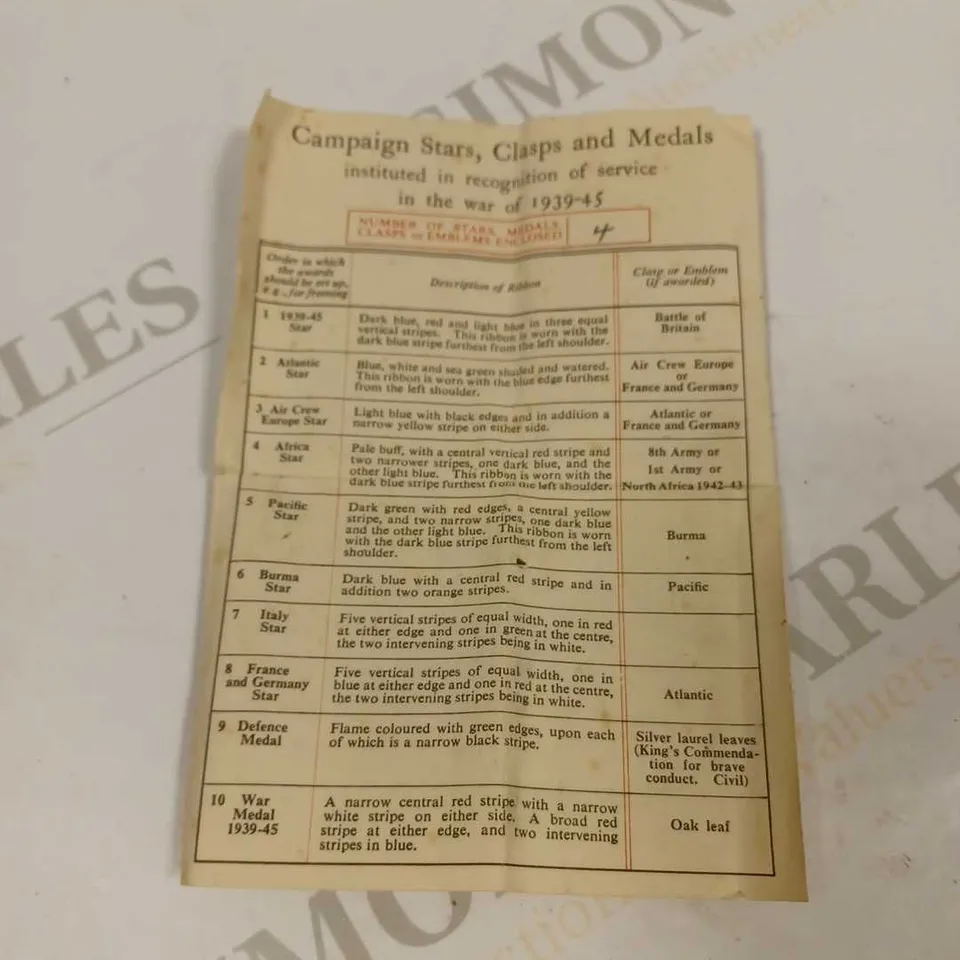 Campaign Stars, Clasps and Medals
instituted in recognition of service
in the war of 1939-45
NUMBER OF STARS, MEDALS,
CLASPS or EMBLEMS ENCLOSED
4
Order in which
the awards
should be set up,
e.g., for framing
Description of Ribbon
Clasp or Emblem
(if awarded)
1 1939-45
Star
Dark blue, red and light blue in three equal
vertical stripes. This ribbon is worn with the
dark blue stripe furthest from the left shoulder.
Battle of
Britain
2 Atlantic
Star
Blue, white and sea green shaded and watered.
This ribbon is worn with the blue edge furthest
from the left shoulder.
Air Crew Europe
or
France and Germany
3 Air Crew
Europe Star
Light blue with black edges and in addition a
narrow yellow stripe on either side.
Atlantic or
France and Germany
4 Africa
Star
Pale buff, with a central vertical red stripe and
two narrower stripes, one dark blue, and the
other light blue. This ribbon is worn with the
dark blue stripe furthest from the left shoulder.
8th Army or
1st Army or
North Africa 1942-43
5 Pacific
Star
Dark green with red edges, a central yellow
stripe, and two narrow stripes, one dark blue
and the other light blue. This ribbon is worn
with the dark blue stripe furthest from the left
shoulder.
Burma
6 Burma
Star
Dark blue with a central red stripe and in
addition two orange stripes.
Pacific
7 Italy
Star
Five vertical stripes of equal width, one in red
at either edge and one in green at the centre,
the two intervening stripes being in white.
8 France
and Germany
Star
Five vertical stripes of equal width, one in
blue at either edge and one in red at the centre,
the two intervening stripes being in white.
Atlantic
9 Defence
Medal
Flame coloured with green edges, upon each
of which is a narrow black stripe.
Silver laurel leaves
(King's Commenda-
tion for brave
conduct. Civil)
10 War
Medal
1939-45
A narrow central red stripe with a narrow
white stripe on either side. A broad red
stripe at either edge, and two intervening
stripes in blue.
Oak leaf